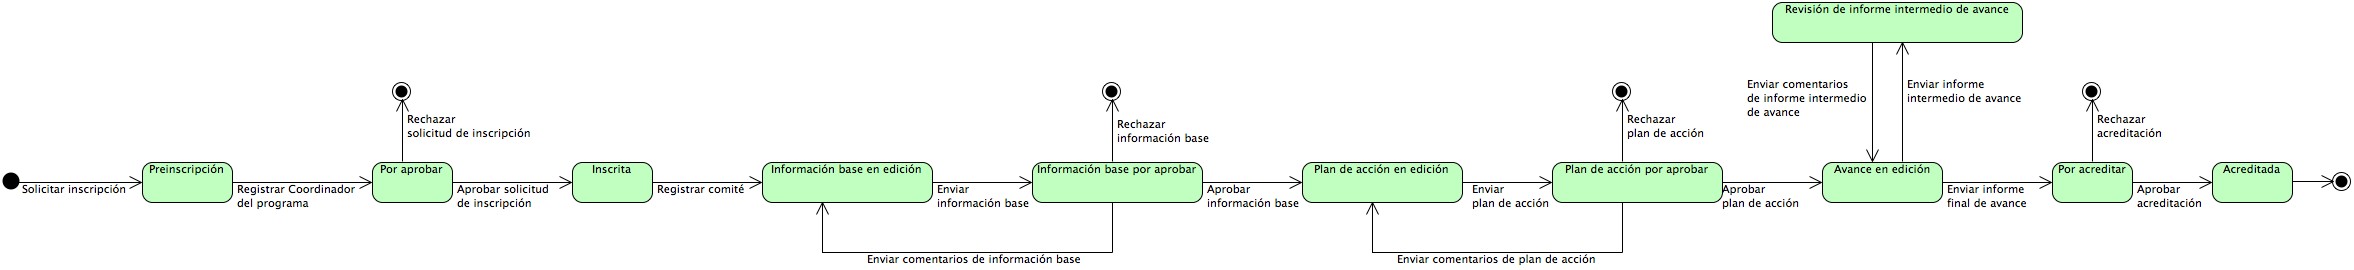 Revisión de informe intermedio de avance
Enviar comentarios
de informe intermedio
de avance
Enviar informe
intermedio de avance
Rechazar
solicitud de inscripción
Rechazar
información base
Rechazar
plan de acción
Rechazar
acreditación
Solicitar inscripción
Preinscripción
Registrar Coordinador
del programa
Por aprobar
Aprobar solicitud
de inscripción
Inscrita
Registrar comité
Información base en edición
Enviar
información base
Información base por aprobar
Aprobar
información base
Plan de acción en edición
Enviar
plan de acción
Plan de acción por aprobar
Aprobar
plan de acción
Avance en edición
Enviar informe
final de avance
Por acreditar
Aprobar
acreditación
Acreditada
Enviar comentarios de información base
Enviar comentarios de plan de acción